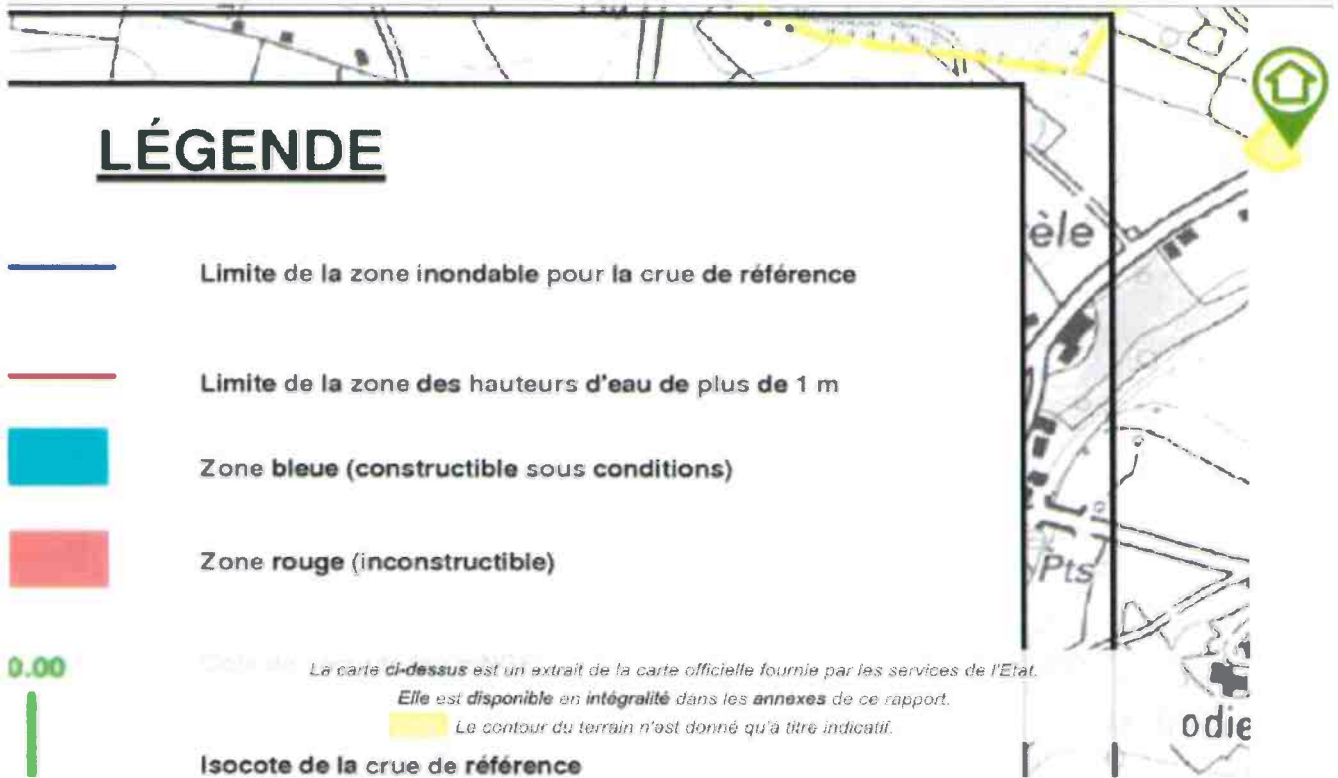 LÉGENDE
èle
Limite de la zone inondable pour la crue de référence
Limite de la zone des hauteurs d'eau de plus de 1 m
Zone bleue (constructible sous conditions)
Zone rouge (inconstructible)
Pts
0.00
La carte ci-dessus est un extrait de la carte officielle fournie par les services de l'Etat.
Elle est disponible en intégralité dans les annexes de ce rapport.
Le contour du terrain n'est donné qu'à titre indicatif.
odie
Isocote de la crue de référence